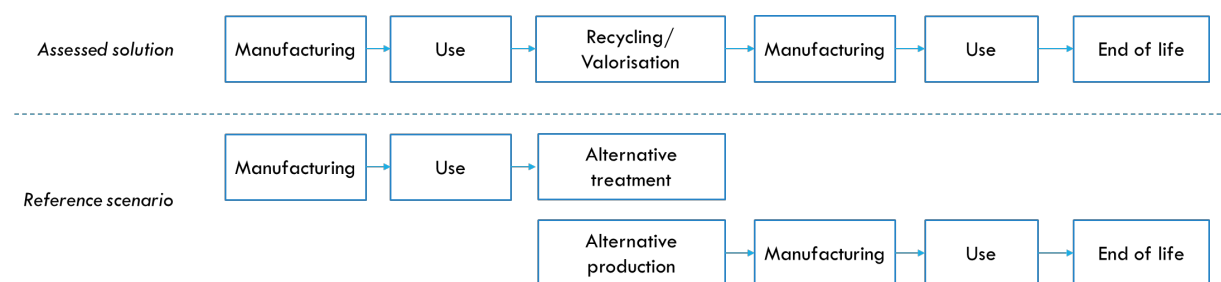 Assessed solution
Manufacturing
Use
Recycling/
Valorisation
Manufacturing
Use
End of life
Reference scenario
Manufacturing
Use
Alternative
treatment
Alternative
production
Manufacturing
Use
End of life